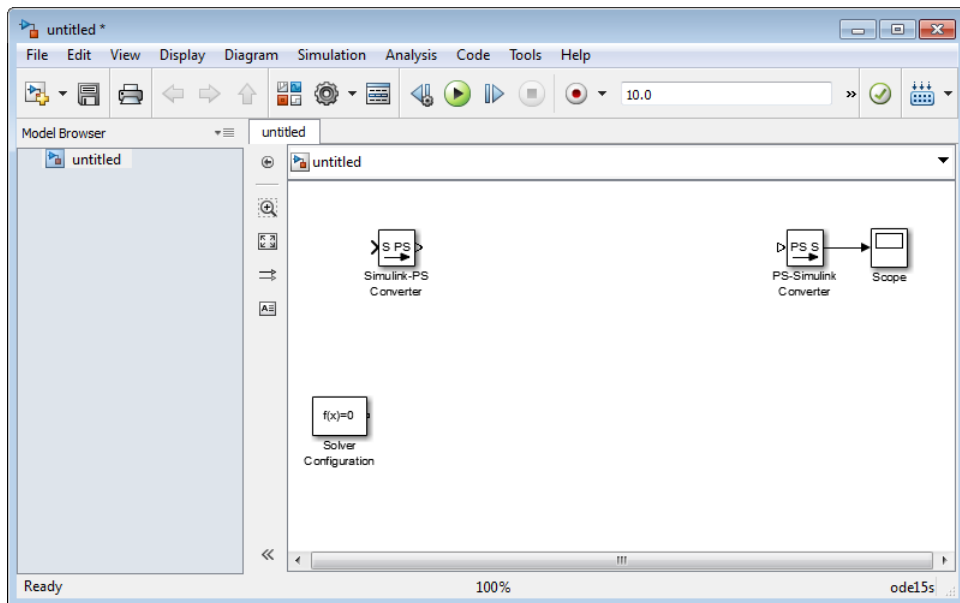 untitled *
File Edit View Display Diagram Simulation Analysis Code Tools Help
10.0 »
Model Browser
untitled
untitled
untitled
S PS
Simulink-PS
Converter
PS S
PS-Simulink
Converter
Scope
f(x)=0
Solver
Configuration
Ready 100% ode15s